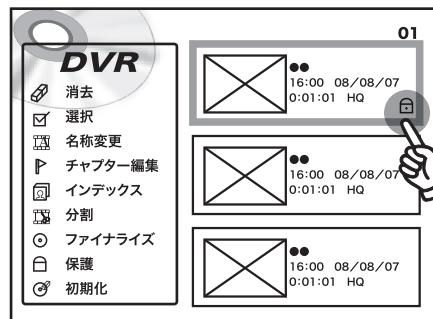 DVR
消去
選択
名称変更
チャプター編集
インデックス
分割
ファイナライズ
保護
初期化
01
●●
16:00 08/08/07
0:01:01 HQ
●●
16:00 08/08/07
0:01:01 HQ
●●
16:00 08/08/07
0:01:01 HQ